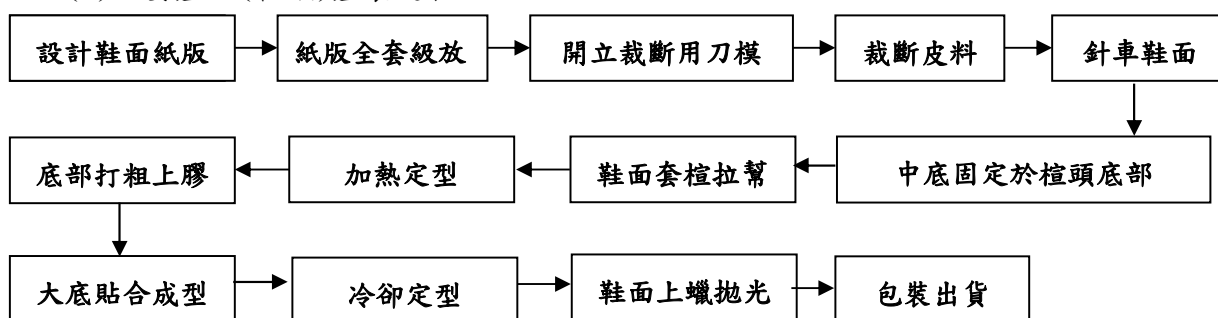 設計鞋面紙版 紙版全套級放 開立裁斷用刀模 裁斷皮料 針車鞋面
底部打粗上膠 加熱定型 鞋面套楦拉幫 中底固定於楦頭底部
大底貼合成型 冷卻定型 鞋面上蠟拋光 包裝出貨